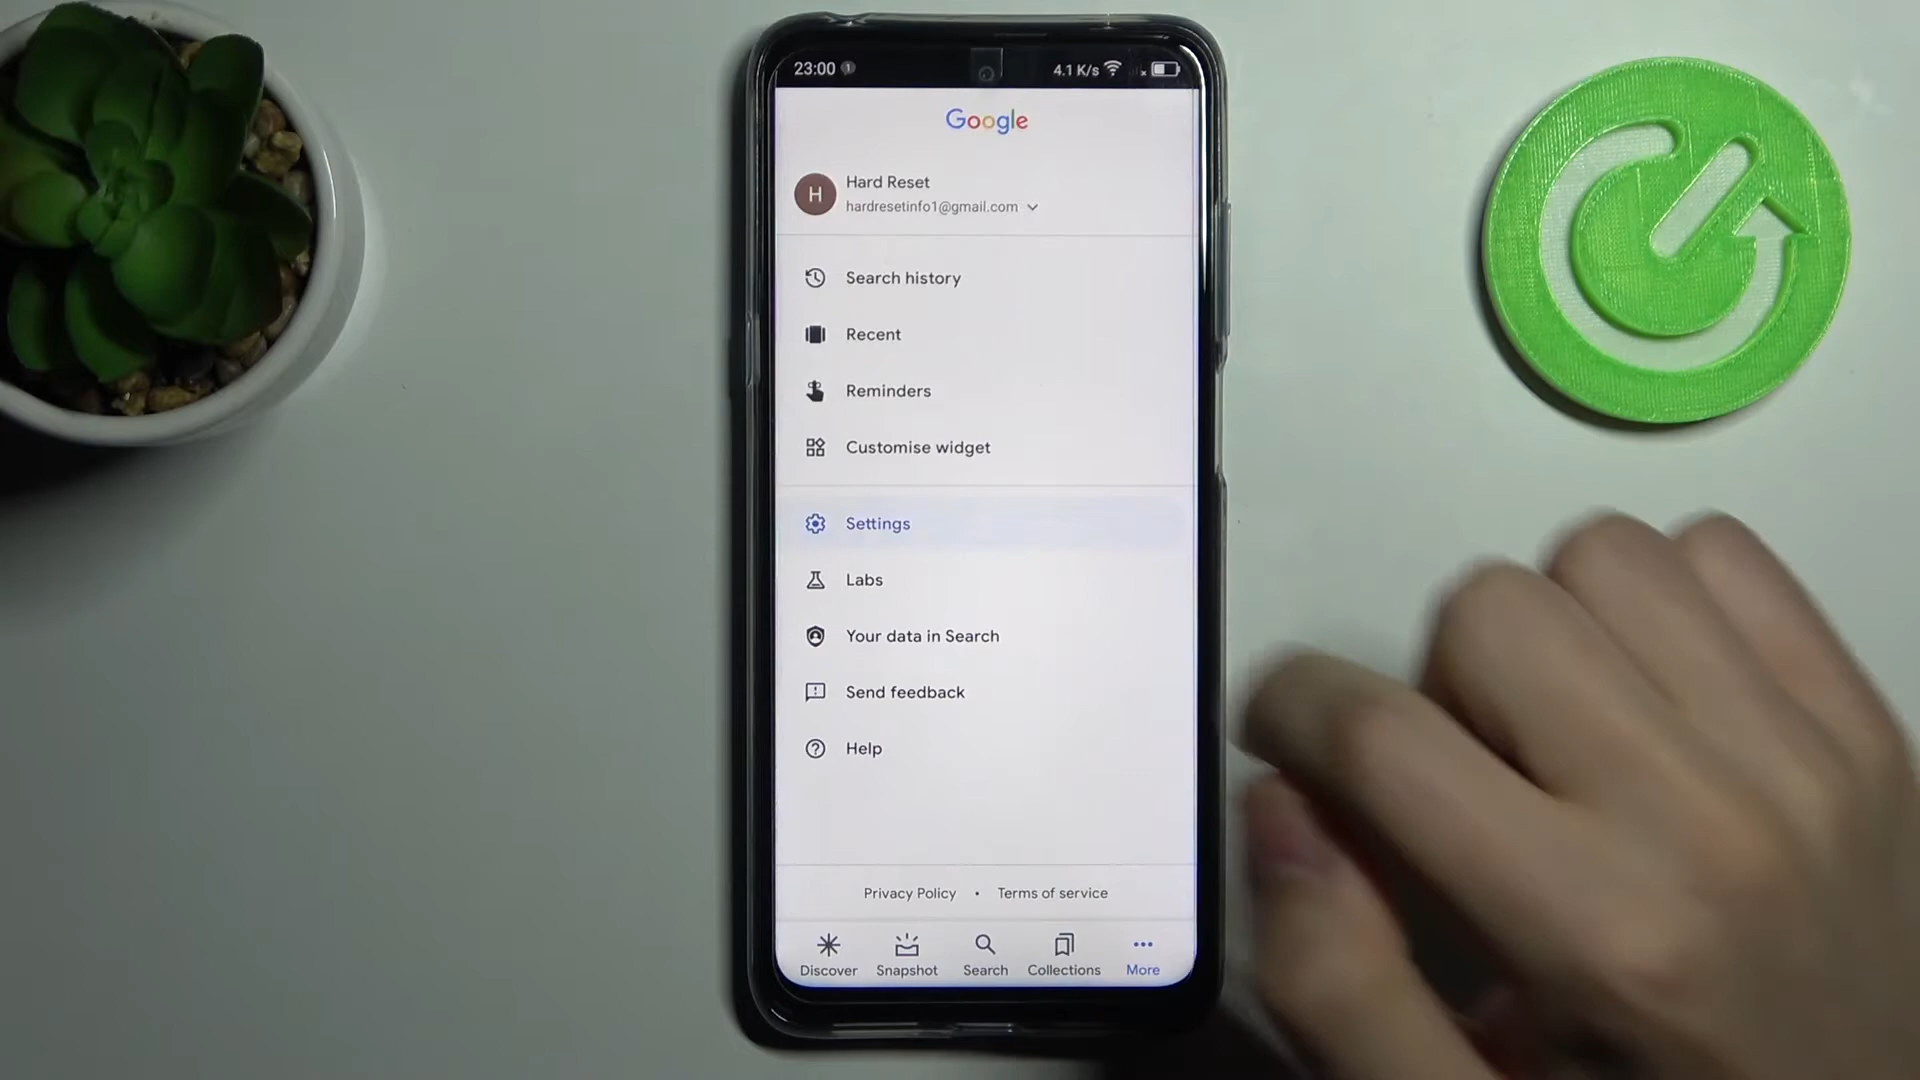 23:00 1 4.1 K/s
Google
H
Hard Reset
hardresetinfo1@gmail.com
Search history
Recent
Reminders
Customise widget
Settings
Labs
Your data in Search
Send feedback
Help
Privacy Policy • Terms of service
Discover Snapshot Search Collections More